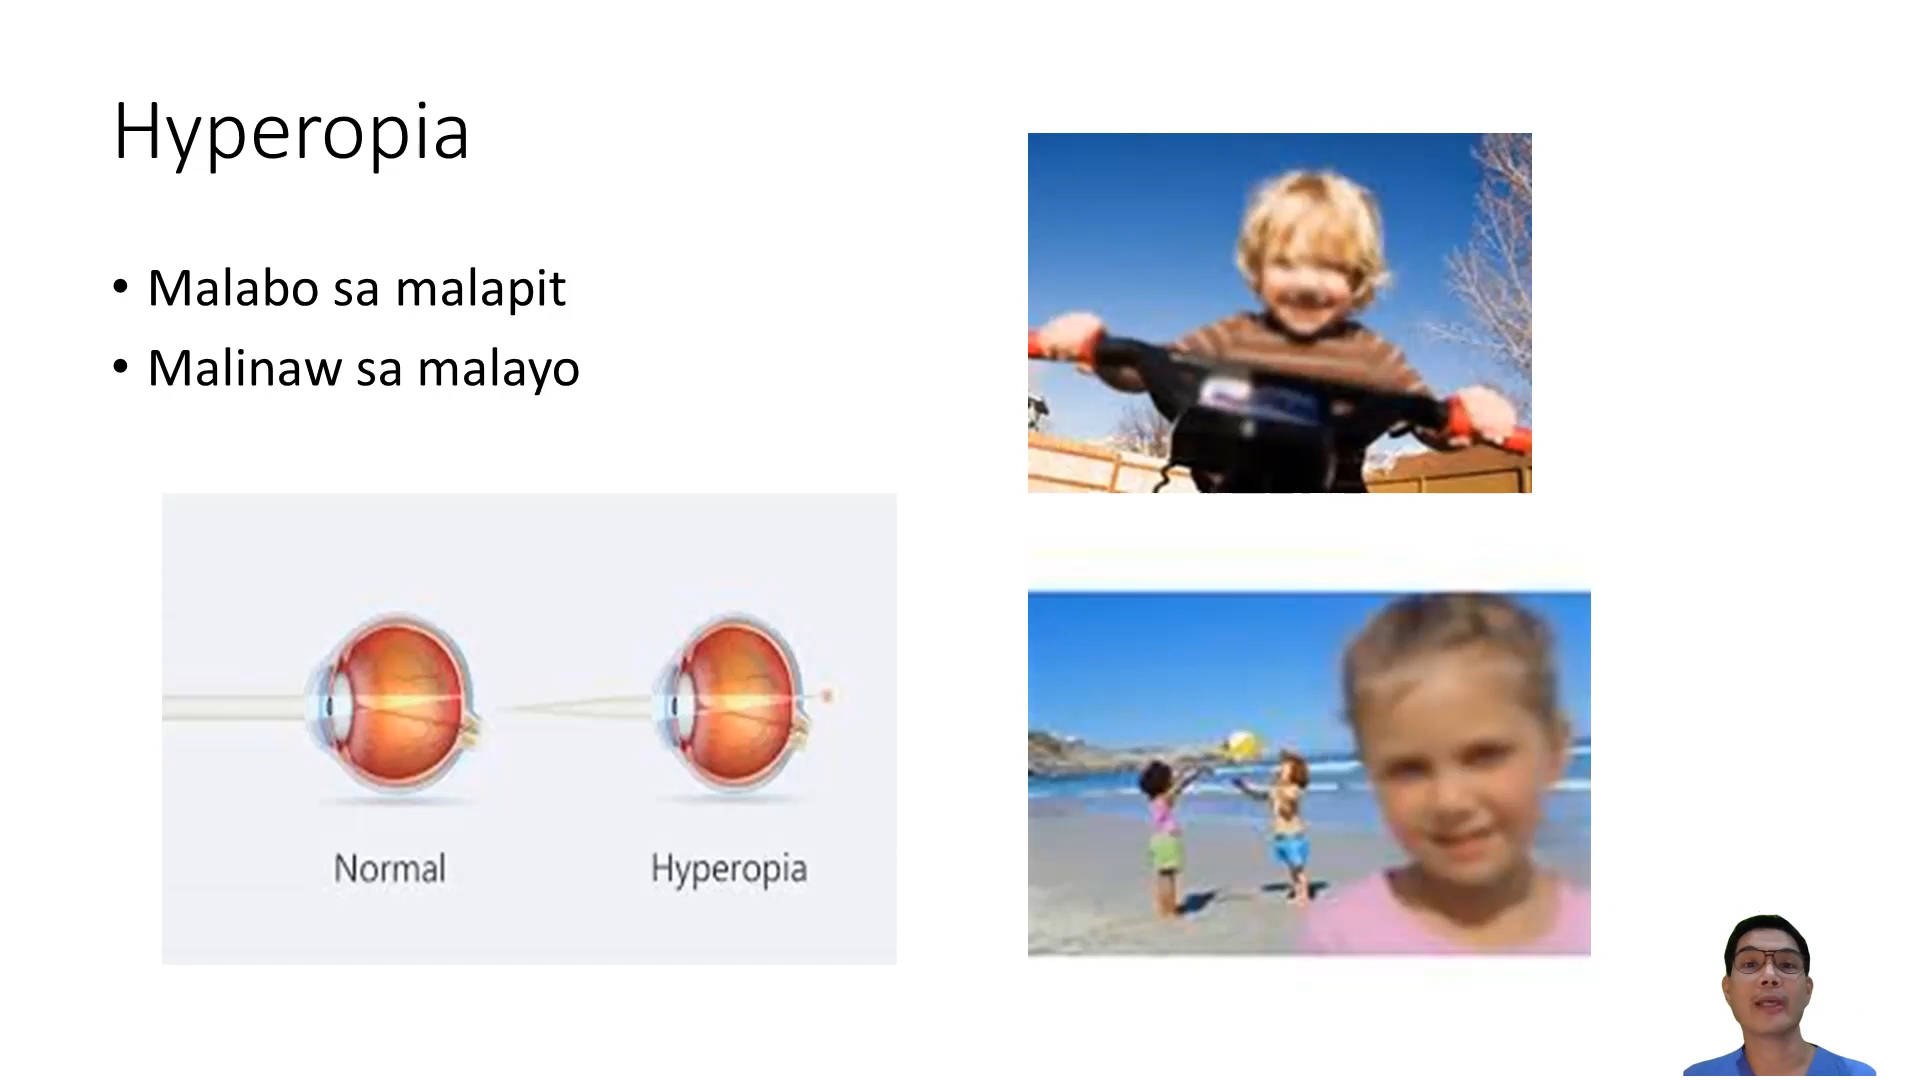 Hyperopia
• Malabo sa malapit
• Malinaw sa malayo
Normal
Hyperopia